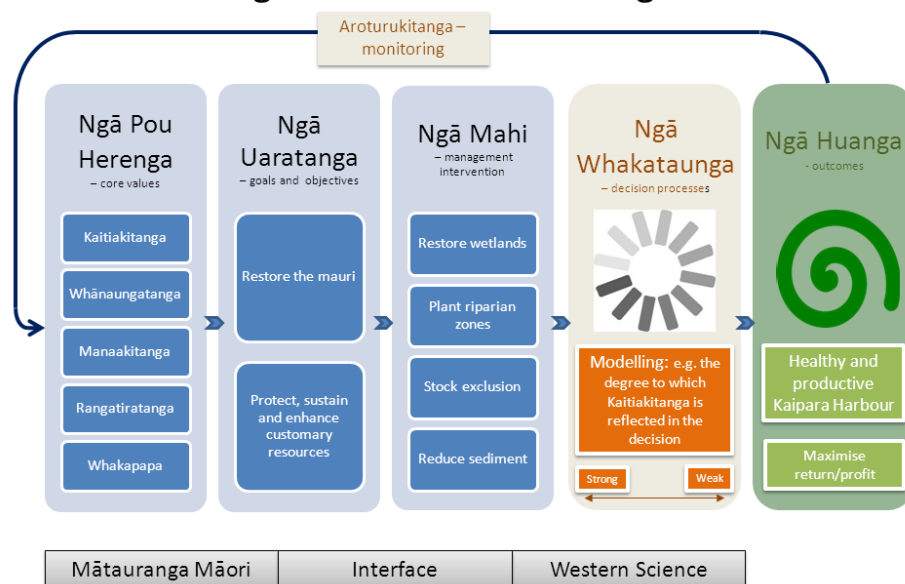 Aroturukitanga –
monitoring
Ngā Pou
Herenga
– core values
Kaitiakitanga
Whānaungatanga
Manaakitanga
Rangatiratanga
Whakapapa
Ngā
Uaratanga
– goals and objectives
Restore the mauri
Protect, sustain
and enhance
customary
resources
Ngā Mahi
– management
intervention
Restore wetlands
Plant riparian
zones
Stock exclusion
Reduce sediment
Ngā
Whakataunga
– decision processes
Modelling: e.g. the
degree to which
Kaitiakitanga is
reflected in the
decision
Strong
Weak
Ngā Huanga
- outcomes
Healthy and
productive
Kaipara Harbour
Maximise
return/profit
Mātauranga Māori
Interface
Western Science